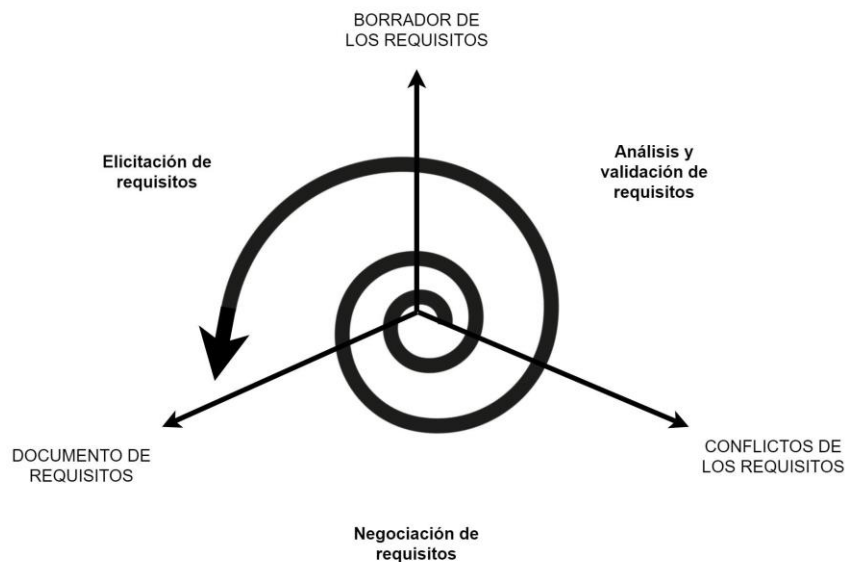 BORRADOR DE
LOS REQUISITOS
Elicitación de
requisitos
Análisis y
validación de
requisitos
DOCUMENTO DE
REQUISITOS
CONFLICTOS DE
LOS REQUISITOS
Negociación de
requisitos